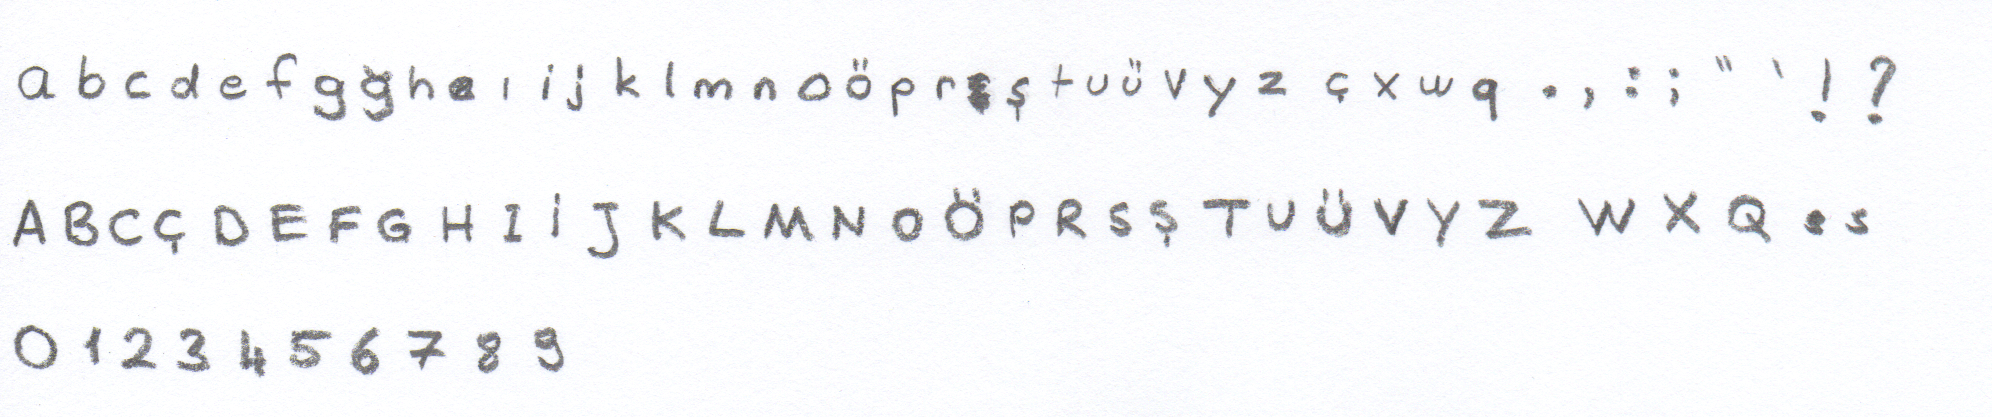 a b c d e f g ğ h ı i j k l m n o ö p r ş t u ü v y z ç x w q . , : ; " ' ! ?
A B C Ç D E F G H I İ J K L M N O Ö P R S Ş T U Ü V Y Z W X Q s
0 1 2 3 4 5 6 7 8 9